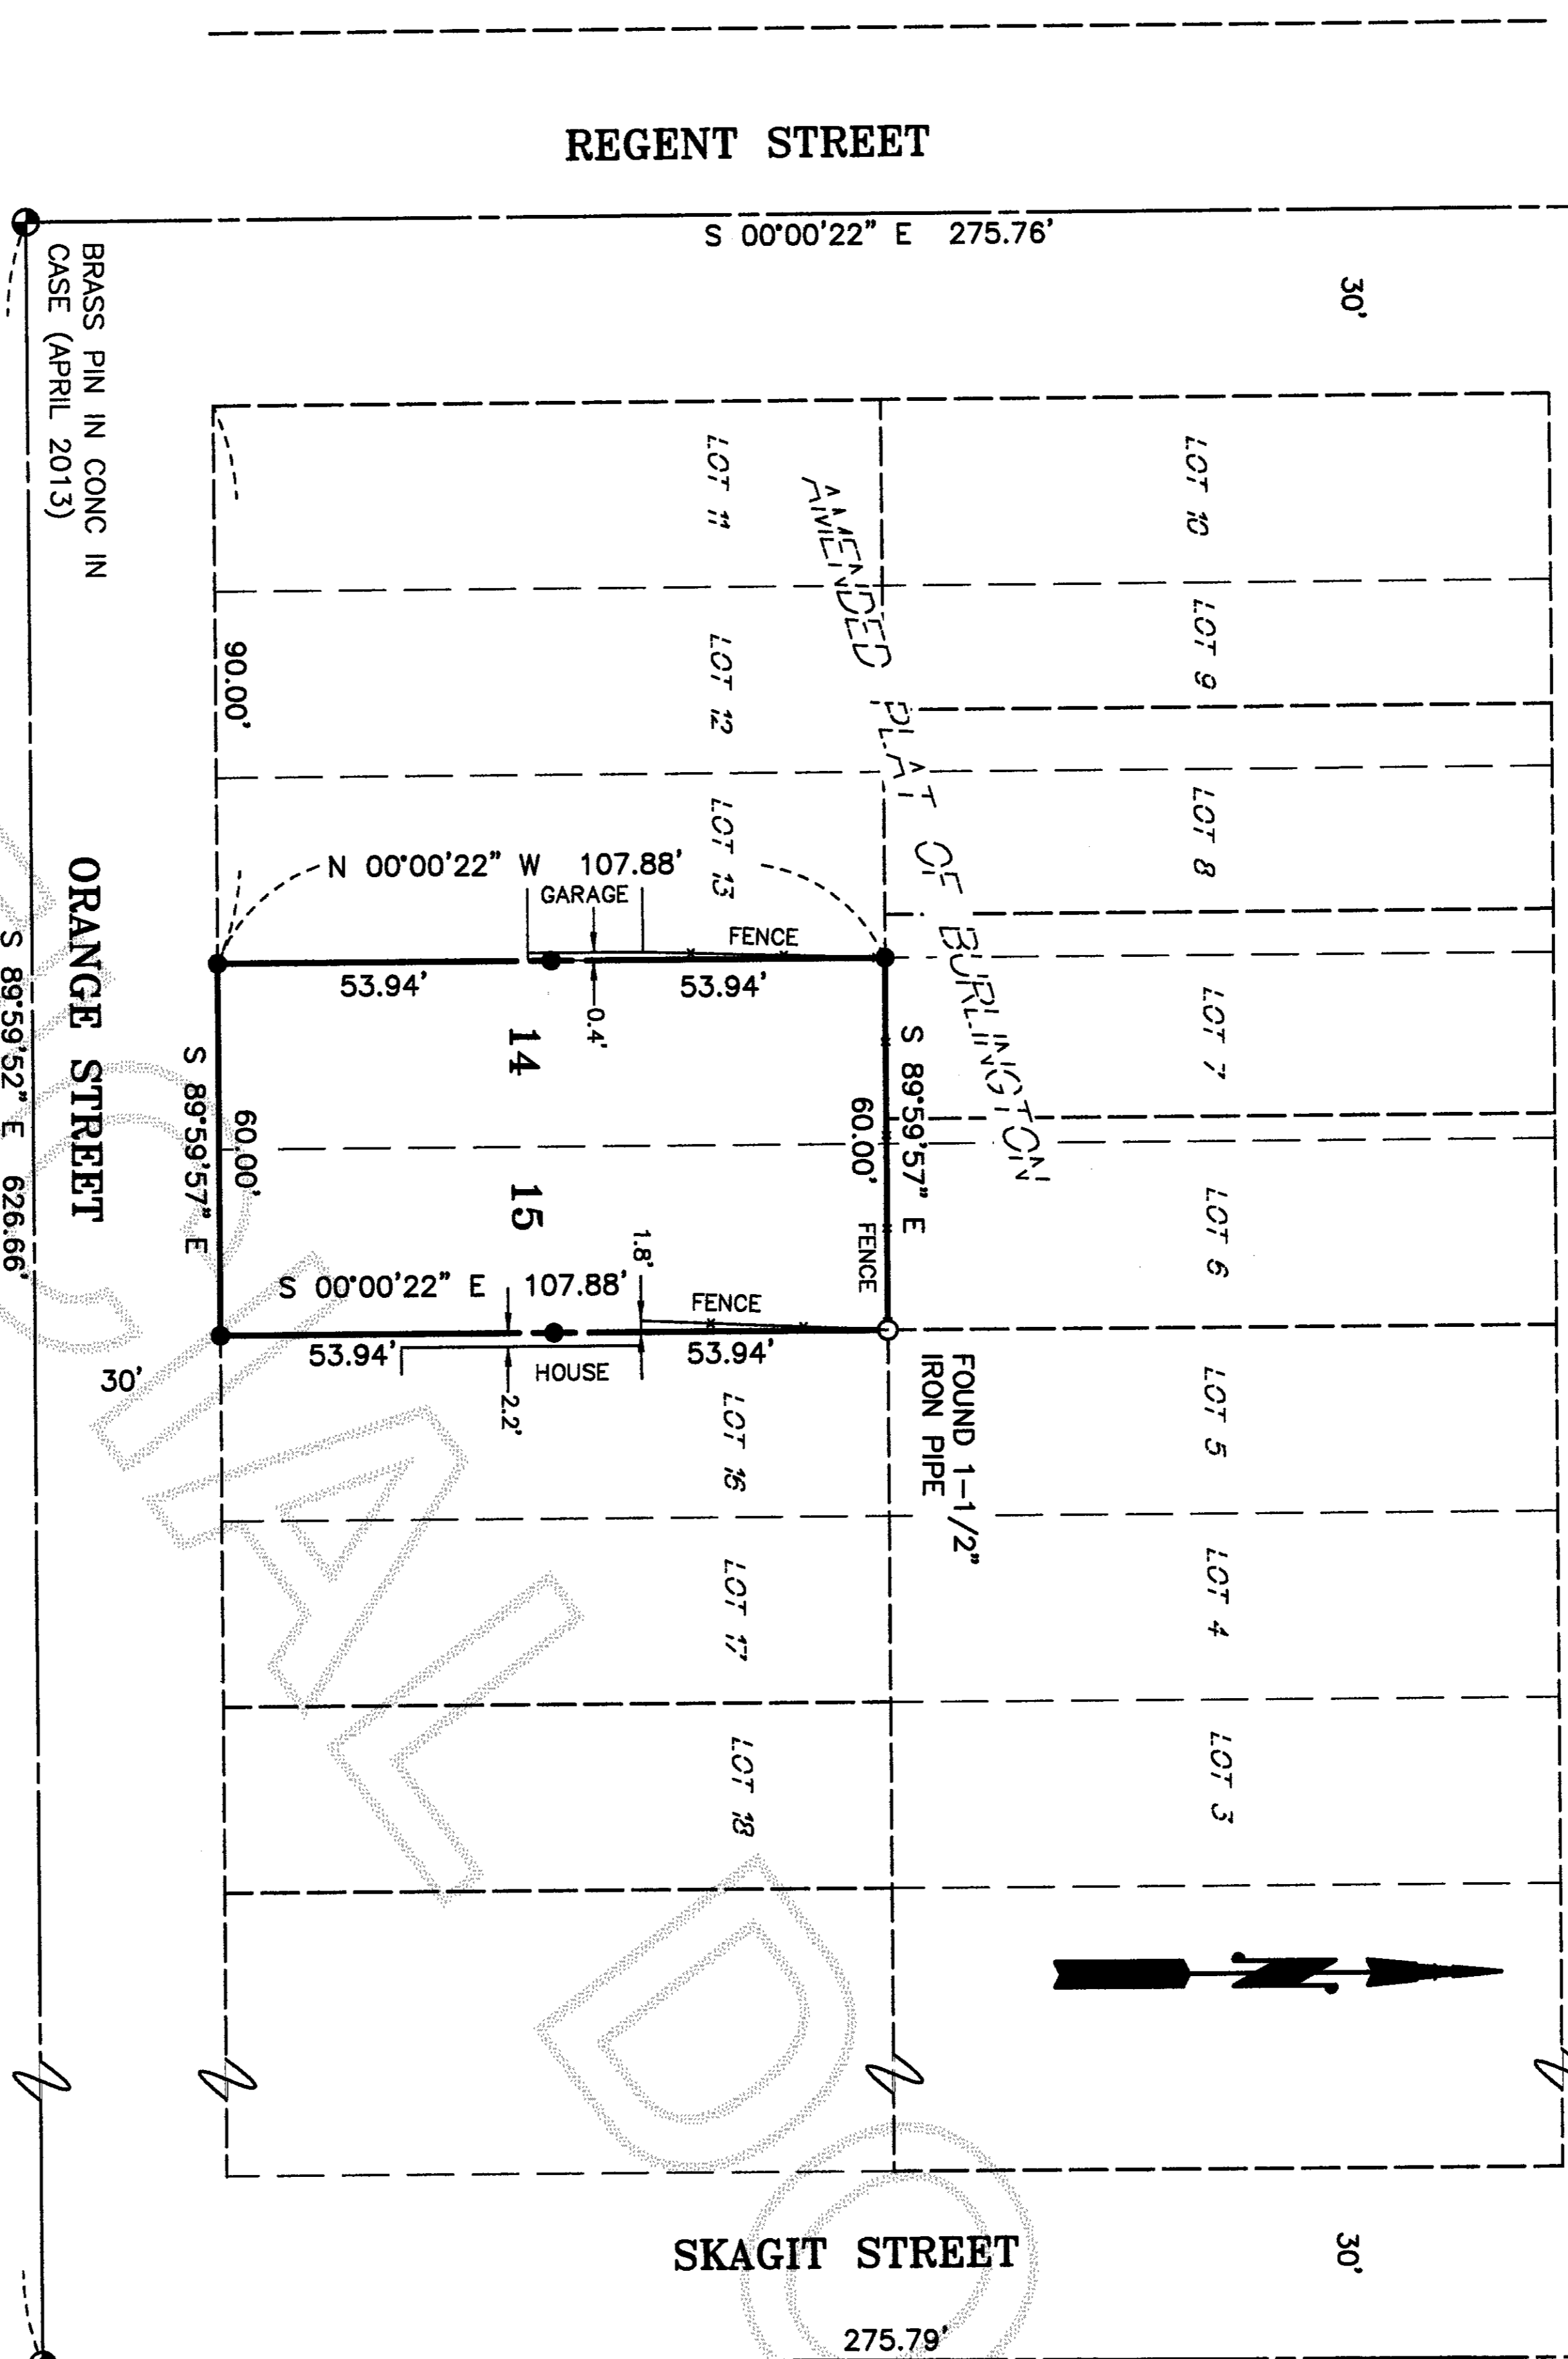 REGENT STREET
S 00°00'22" E 275.76'
30'
BRASS PIN IN CONC IN
CASE (APRIL 2013)
LOT 11
LOT 10
AMENDED PLAT OF BURLINGTON
LOT 12
LOT 9
90.00'
LOT 13
LOT 8
N 00°00'22" W 107.88'
GARAGE
FENCE
53.94'
53.94'
0.4'
ORANGE STREET
S 89°59'52" E 626.66'
14
LOT 7
S 89°59'57" E
60.00'
S 89°59'57" E
60.00'
15
LOT 6
FENCE
1.8'
S 00°00'22" E 107.88'
FENCE
53.94'
53.94'
HOUSE
2.2'
30'
FOUND 1-1/2"
IRON PIPE
LOT 16
LOT 5
LOT 17
LOT 4
LOT 18
LOT 3
SKAGIT STREET
30'
275.79'